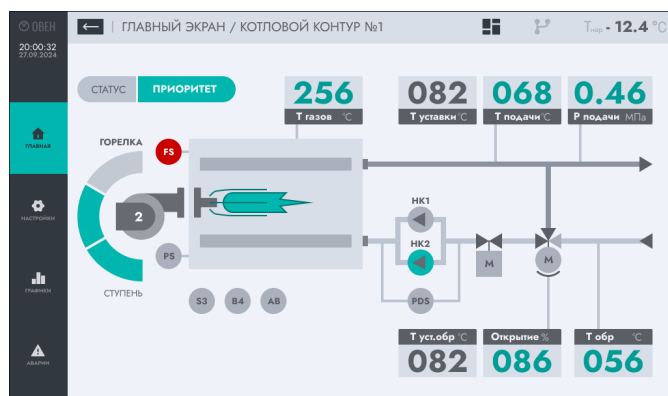 ОВЕН
20:00:32
27.09.2024
ГЛАВНЫЙ ЭКРАН / КОТЛОВОЙ КОНТУР №1
Tнар - 12.4 °C
СТАТУС ПРИОРИТЕТ
256
Т газов °C
082
Т уставки °C
068
Т подачи °C
0.46
P подачи МПа
ГЛАВНАЯ
НАСТРОЙКИ
ГРАФИКИ
АВАРИИ
ГОРЕЛКА
FS
2
PS
СТУПЕНЬ
S3 B4 AB
НК1
НК2
PDS
M
M
Т уст.обр °C
082
Открытие %
086
Т обр °C
056